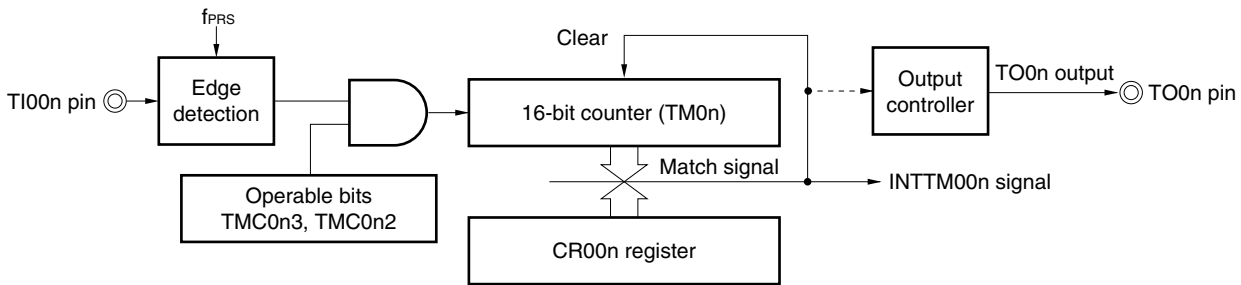 fPRS
Clear
TI00n pin
Edge
detection
16-bit counter (TM0n)
Output
controller
TO0n output
TO0n pin
Match signal
INTTM00n signal
Operable bits
TMC0n3, TMC0n2
CR00n register